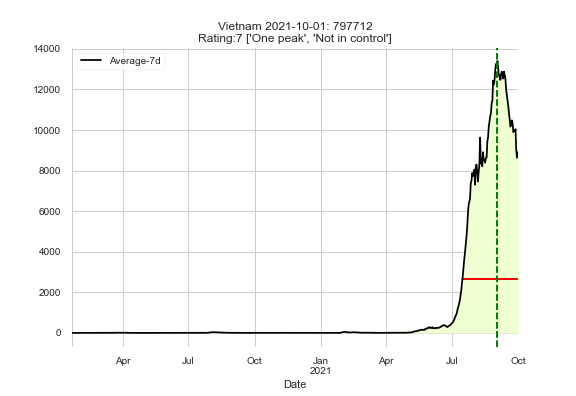 Vietnam 2021-10-01: 797712
Rating:7 ['One peak', 'Not in control']
14000
Average-7d
12000
10000
8000
6000
4000
2000
0
Apr Jul Oct Jan Apr Jul Oct
2021
Date